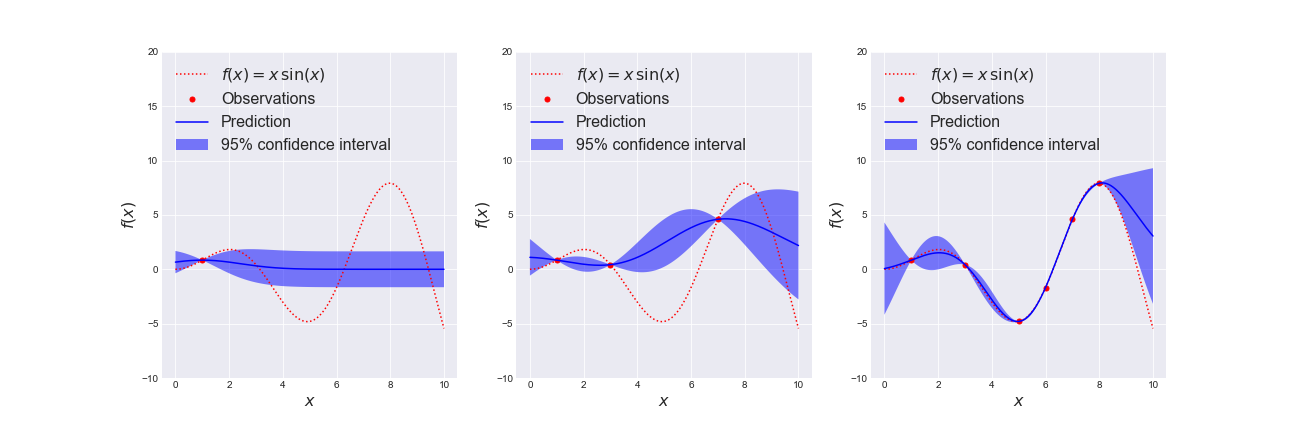 20
15
10
5
0
−5
−10
f(x)
f(x) = x sin(x)
Observations
Prediction
95% confidence interval
0 2 4 6 8 10
x
20
15
10
5
0
−5
−10
f(x)
f(x) = x sin(x)
Observations
Prediction
95% confidence interval
0 2 4 6 8 10
x
20
15
10
5
0
−5
−10
f(x)
f(x) = x sin(x)
Observations
Prediction
95% confidence interval
0 2 4 6 8 10
x